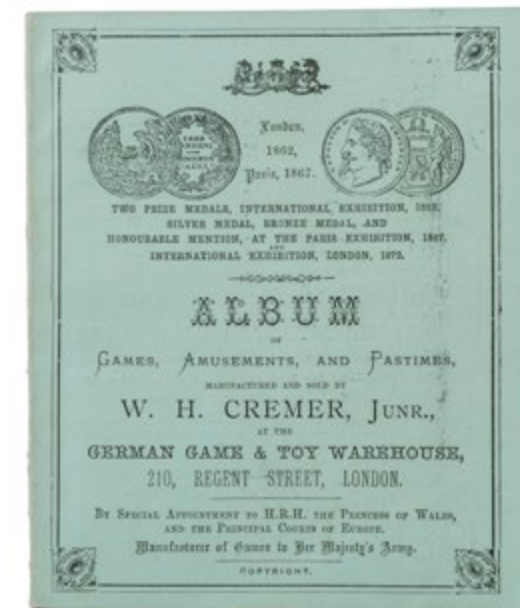 London,
1862,
Paris, 1867.
TWO PRIZE MEDALS, INTERNATIONAL EXHIBITION, 1862,
SILVER MEDAL, BRONZE MEDAL, AND
HONOURABLE MENTION, AT THE PARIS EXHIBITION, 1867,
AND
INTERNATIONAL EXHIBITION, LONDON, 1872.
ALBUM
OF
GAMES, AMUSEMENTS, AND PASTIMES,
MANUFACTURED AND SOLD BY
W. H. CREMER, JUNR.,
AT THE
GERMAN GAME & TOY WAREHOUSE,
210, REGENT STREET, LONDON.
BY SPECIAL APPOINTMENT TO H.R.H. THE PRINCESS OF WALES,
AND THE PRINCIPAL COURTS OF EUROPE.
Manufacturer of Games to Her Majesty's Army.
COPYRIGHT.